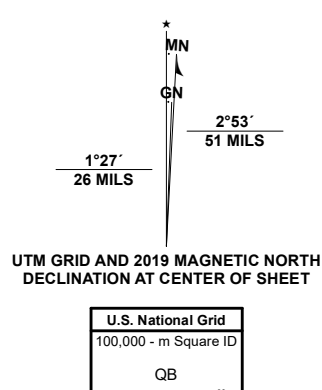 ★
MN
GN
2°53´
51 MILS
1°27´
26 MILS
UTM GRID AND 2019 MAGNETIC NORTH
DECLINATION AT CENTER OF SHEET
U.S. National Grid
100,000 - m Square ID
QB